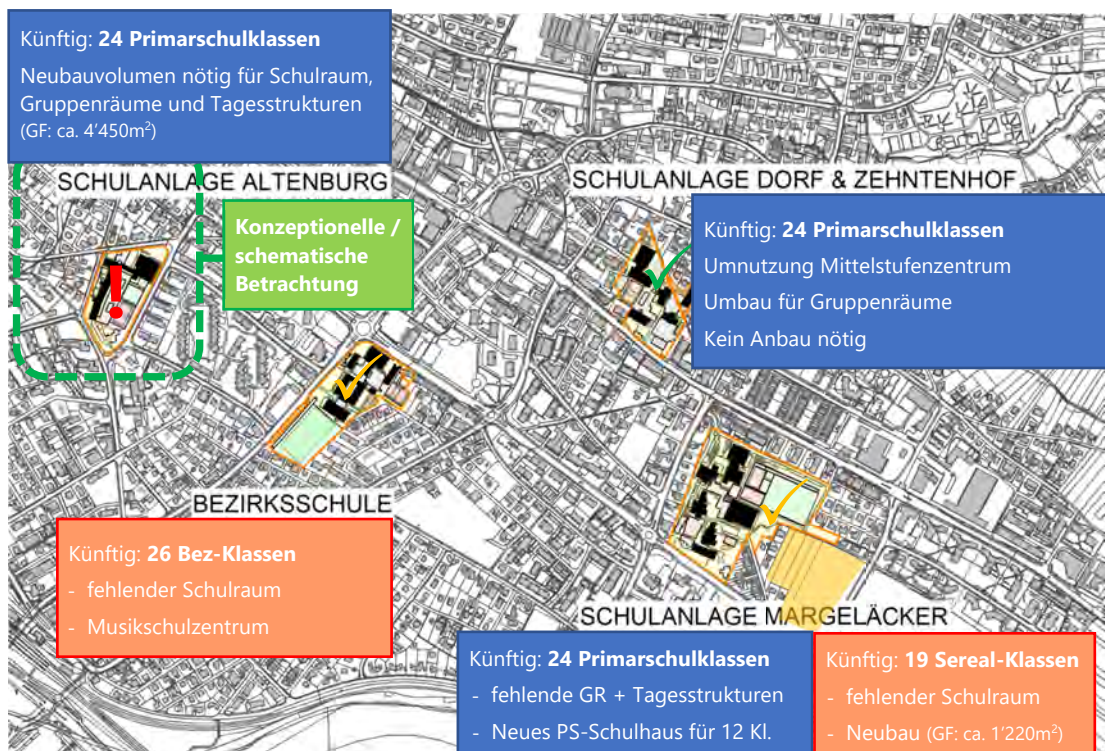 Künftig: 24 Primarschulklassen
Neubauvolumen nötig für Schulraum,
Gruppenräume und Tagesstrukturen
(GF: ca. 4'450m²)
SCHULANLAGE ALTENBURG
Konzeptionelle /
schematische
Betrachtung
!
SCHULANLAGE DORF & ZEHNTENHOF
Künftig: 24 Primarschulklassen
Umnutzung Mittelstufenzentrum
Umbau für Gruppenräume
Kein Anbau nötig
BEZIRKSSCHULE
Künftig: 26 Bez-Klassen
- fehlender Schulraum
- Musikschulzentrum
SCHULANLAGE MARGELÄCKER
Künftig: 24 Primarschulklassen
- fehlende GR + Tagesstrukturen
- Neues PS-Schulhaus für 12 Kl.
Künftig: 19 Sereal-Klassen
- fehlender Schulraum
- Neubau (GF: ca. 1'220m²)